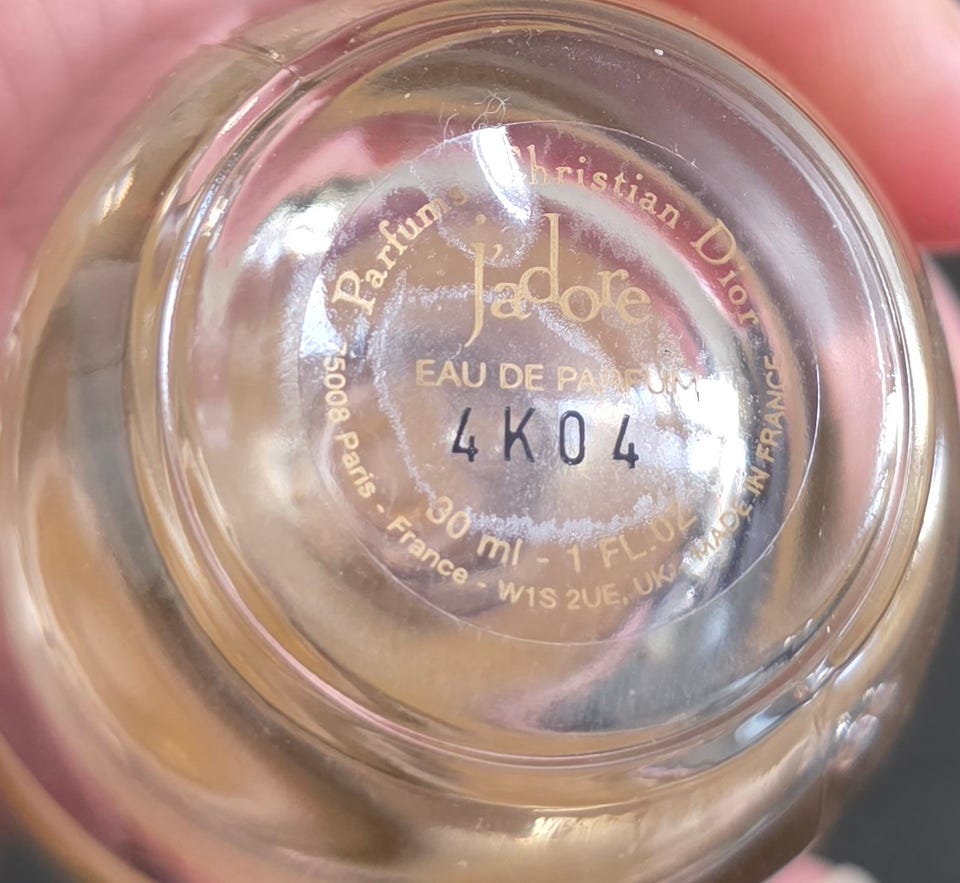 Parfums Christian Dior
j'adore
EAU DE PARFUM
4K04
30 ml - 1 FL.OZ
75008 Paris - France - W1S 2UE, UK. MADE IN FRANCE